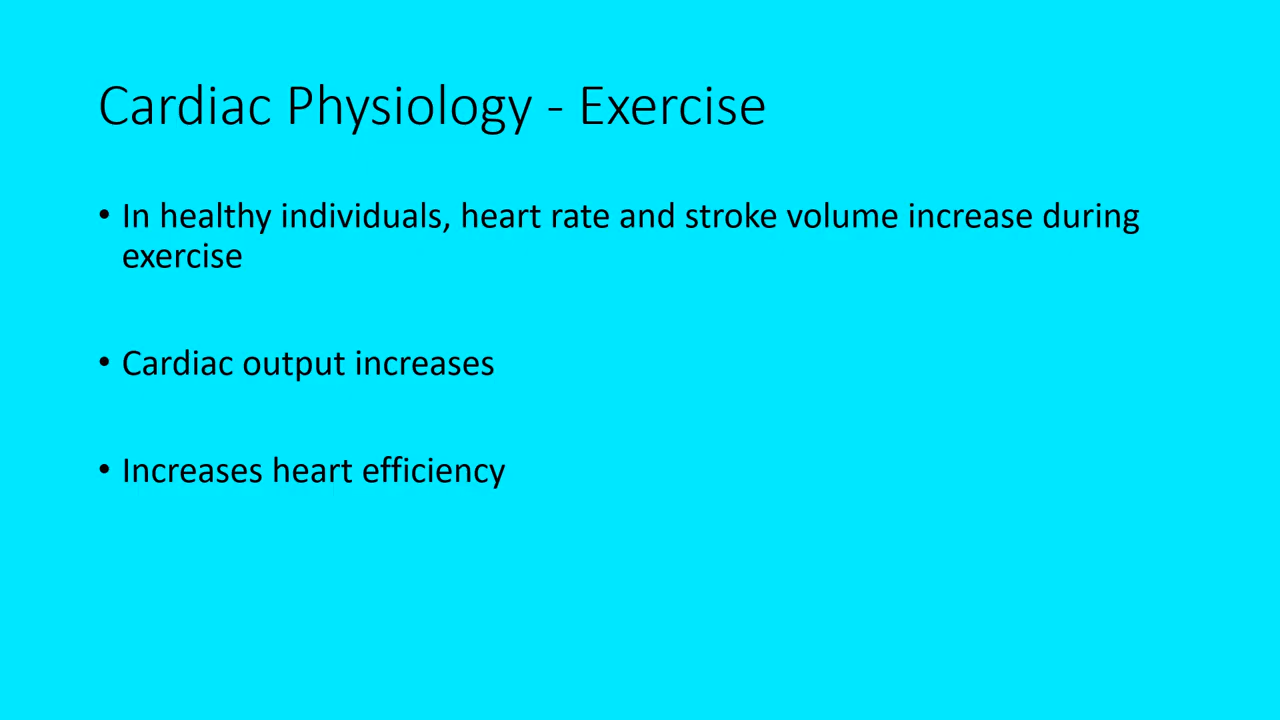 Cardiac Physiology - Exercise
• In healthy individuals, heart rate and stroke volume increase during
exercise
• Cardiac output increases
• Increases heart efficiency